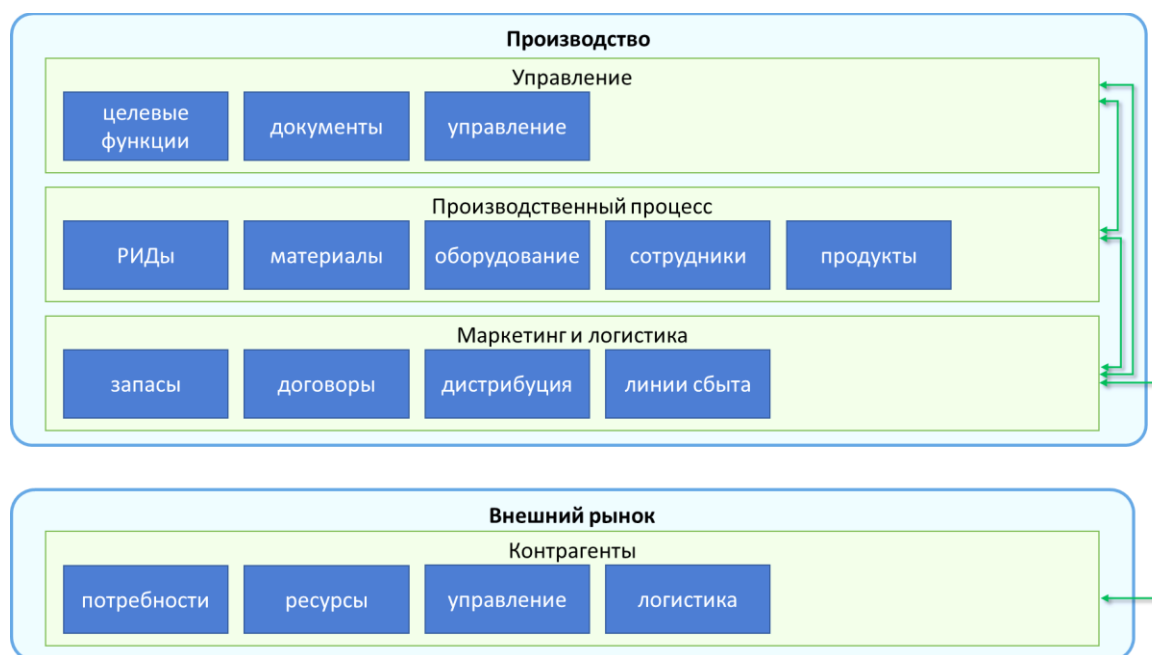 Производство
Управление
целевые
функции
документы
управление
Производственный процесс
РИДы
материалы
оборудование
сотрудники
продукты
Маркетинг и логистика
запасы
договоры
дистрибуция
линии сбыта
Внешний рынок
Контрагенты
потребности
ресурсы
управление
логистика